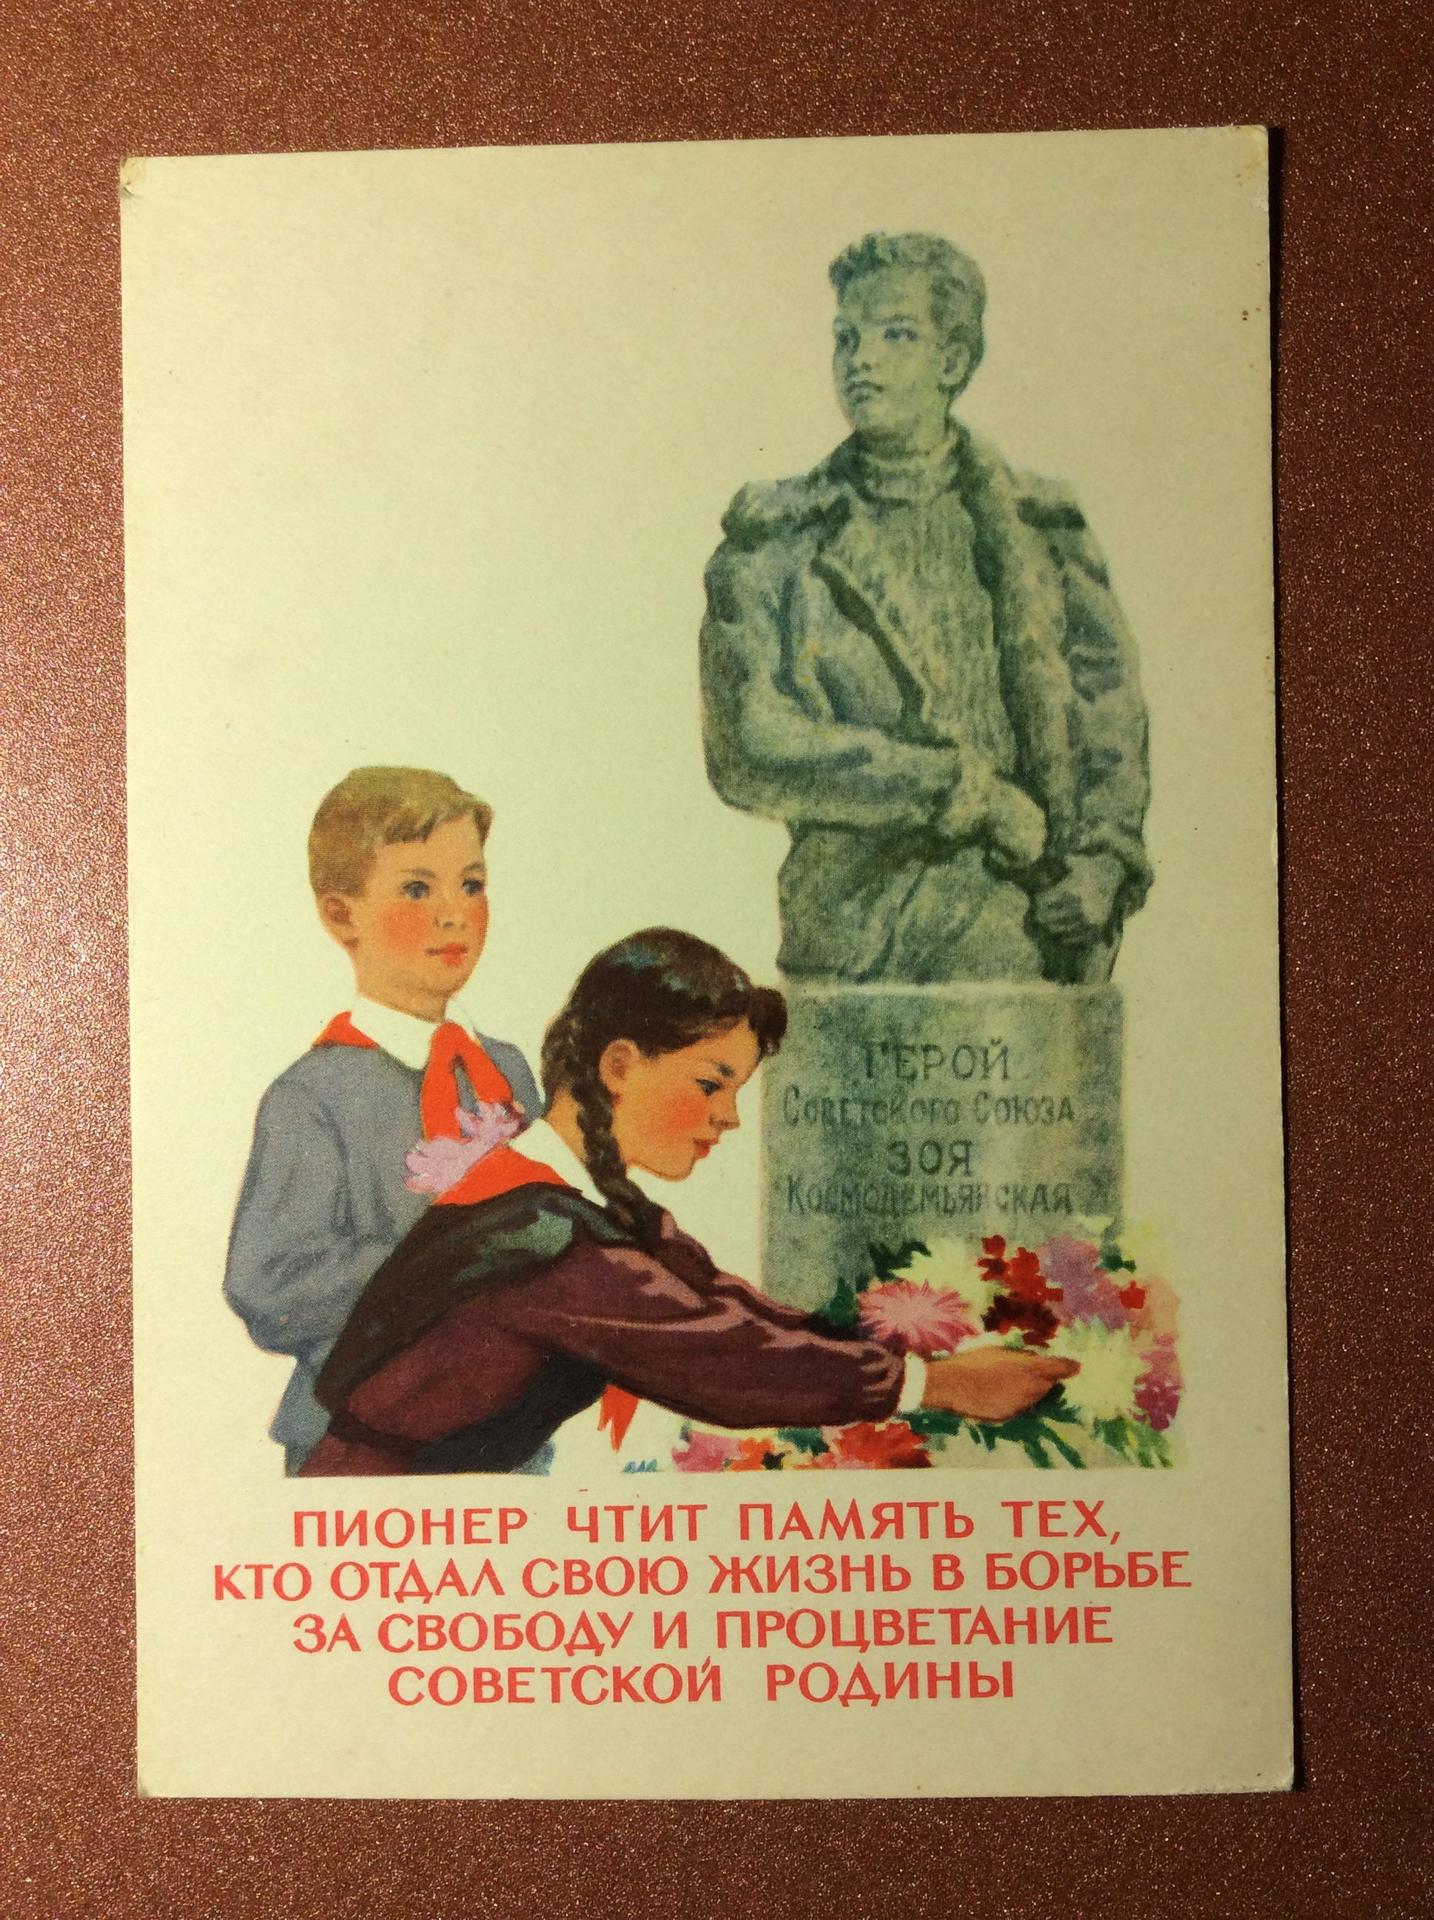 ГЕРОЙ
Советского Союза
ЗОЯ
Космодемьянская
ПИОНЕР ЧТИТ ПАМЯТЬ ТЕХ,
КТО ОТДАЛ СВОЮ ЖИЗНЬ В БОРЬБЕ
ЗА СВОБОДУ И ПРОЦВЕТАНИЕ
СОВЕТСКОЙ РОДИНЫ